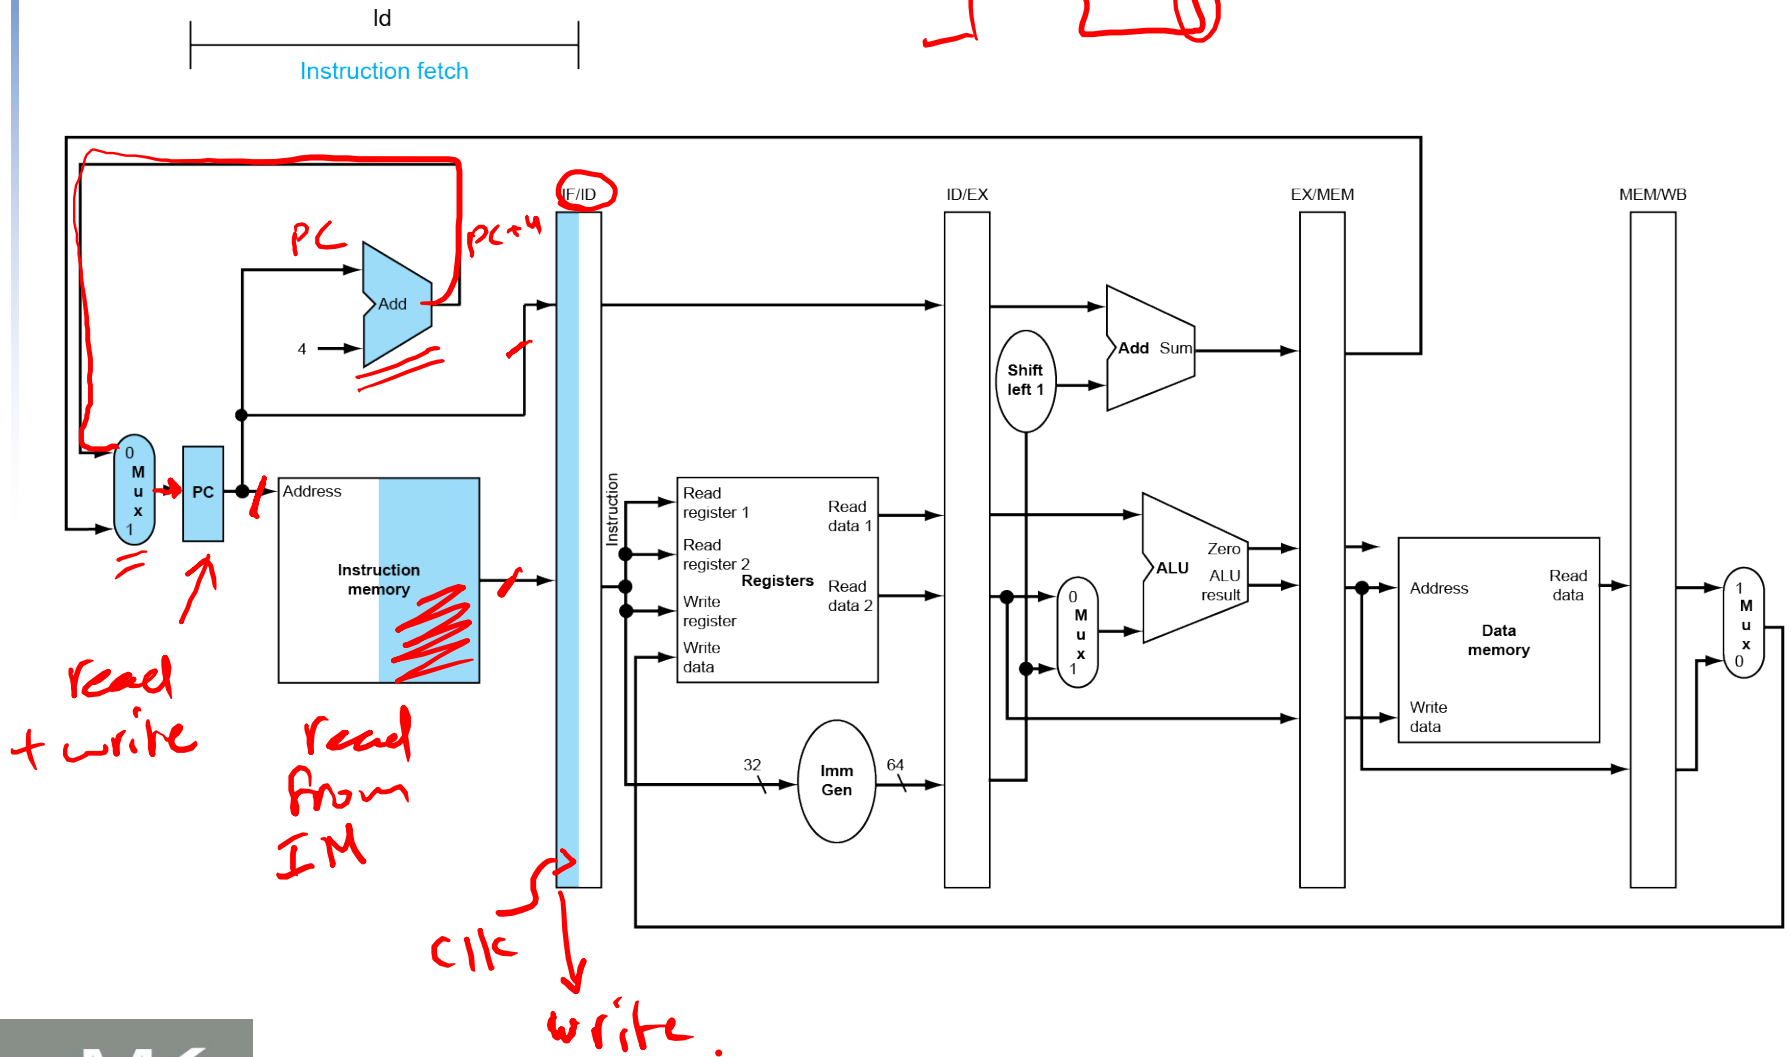 ld
Instruction fetch
IF/ID
ID/EX
EX/MEM
MEM/WB
PC
PC+4
Add
4
Add Sum
Shift
left 1
0
M
u
x
1
PC
Address
Instruction
memory
Instruction
Read
register 1
Read
register 2
Write
register
Write
data
Registers
Read
data 1
Read
data 2
0
M
u
x
1
Zero
ALU
ALU
result
Address
Read
data
Data
memory
Write
data
1
M
u
x
0
32
Imm
Gen
64
read
+ write
read
from
IM
Clk
write.